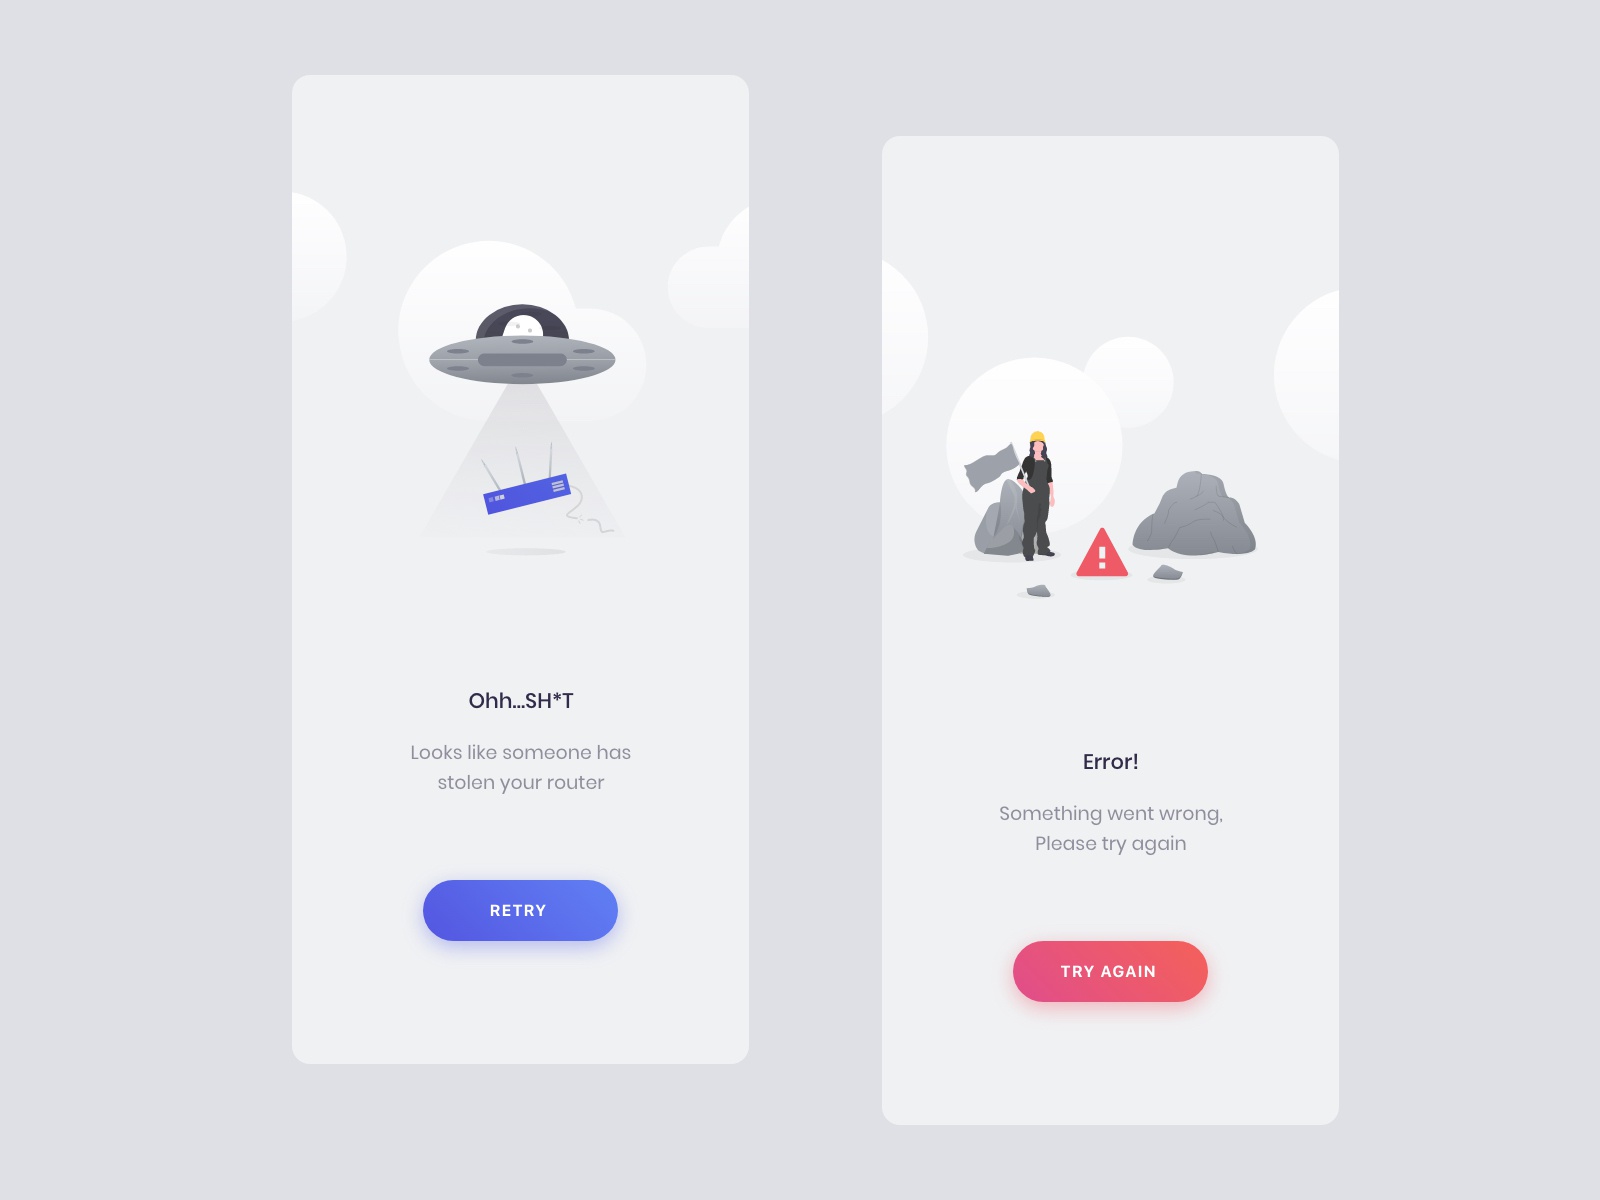 Ohh...SH*T
Looks like someone has
stolen your router
RETRY
Error!
Something went wrong,
Please try again
TRY AGAIN